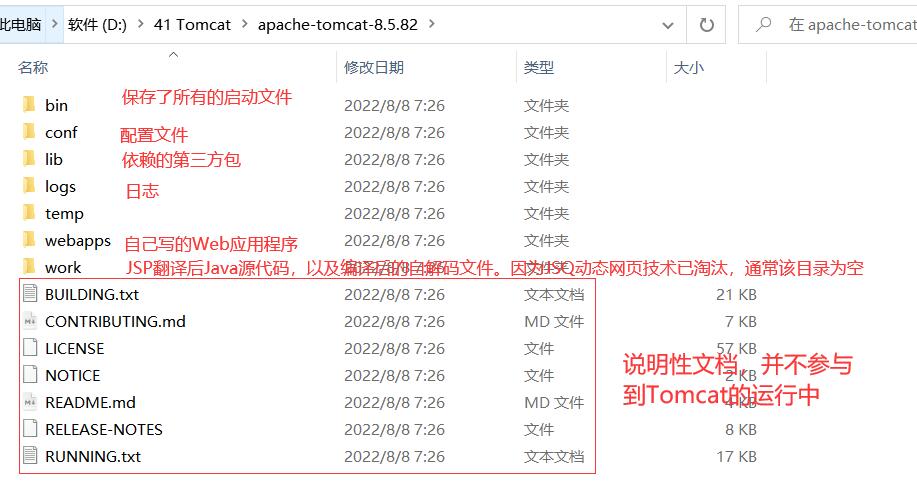 此电脑 > 软件 (D:) > 41 Tomcat > apache-tomcat-8.5.82 > 在 apache-tomcat
名称 修改日期 类型 大小
bin 保存了所有的启动文件 2022/8/8 7:26 文件夹
conf 配置文件 2022/8/8 7:26 文件夹
lib 依赖的第三方包 2022/8/8 7:26 文件夹
logs 日志 2022/8/8 7:26 文件夹
temp 2022/8/8 7:26 文件夹
webapps 自己写的Web应用程序 2022/8/8 7:26 文件夹
work JSP翻译后Java源代码，以及编译后的自解码文件。因为JSQ动态网页技术已淘汰，通常该目录为空
BUILDING.txt 2022/8/8 7:26 文本文档 21 KB
CONTRIBUTING.md 2022/8/8 7:26 MD 文件 7 KB
LICENSE 2022/8/8 7:26 文件 57 KB
NOTICE 2022/8/8 7:26 文件 2 KB
README.md 2022/8/8 7:26 MD 文件 4 KB
RELEASE-NOTES 2022/8/8 7:26 文件 8 KB
RUNNING.txt 2022/8/8 7:26 文本文档 17 KB
说明性文档，并不参与
到Tomcat的运行中